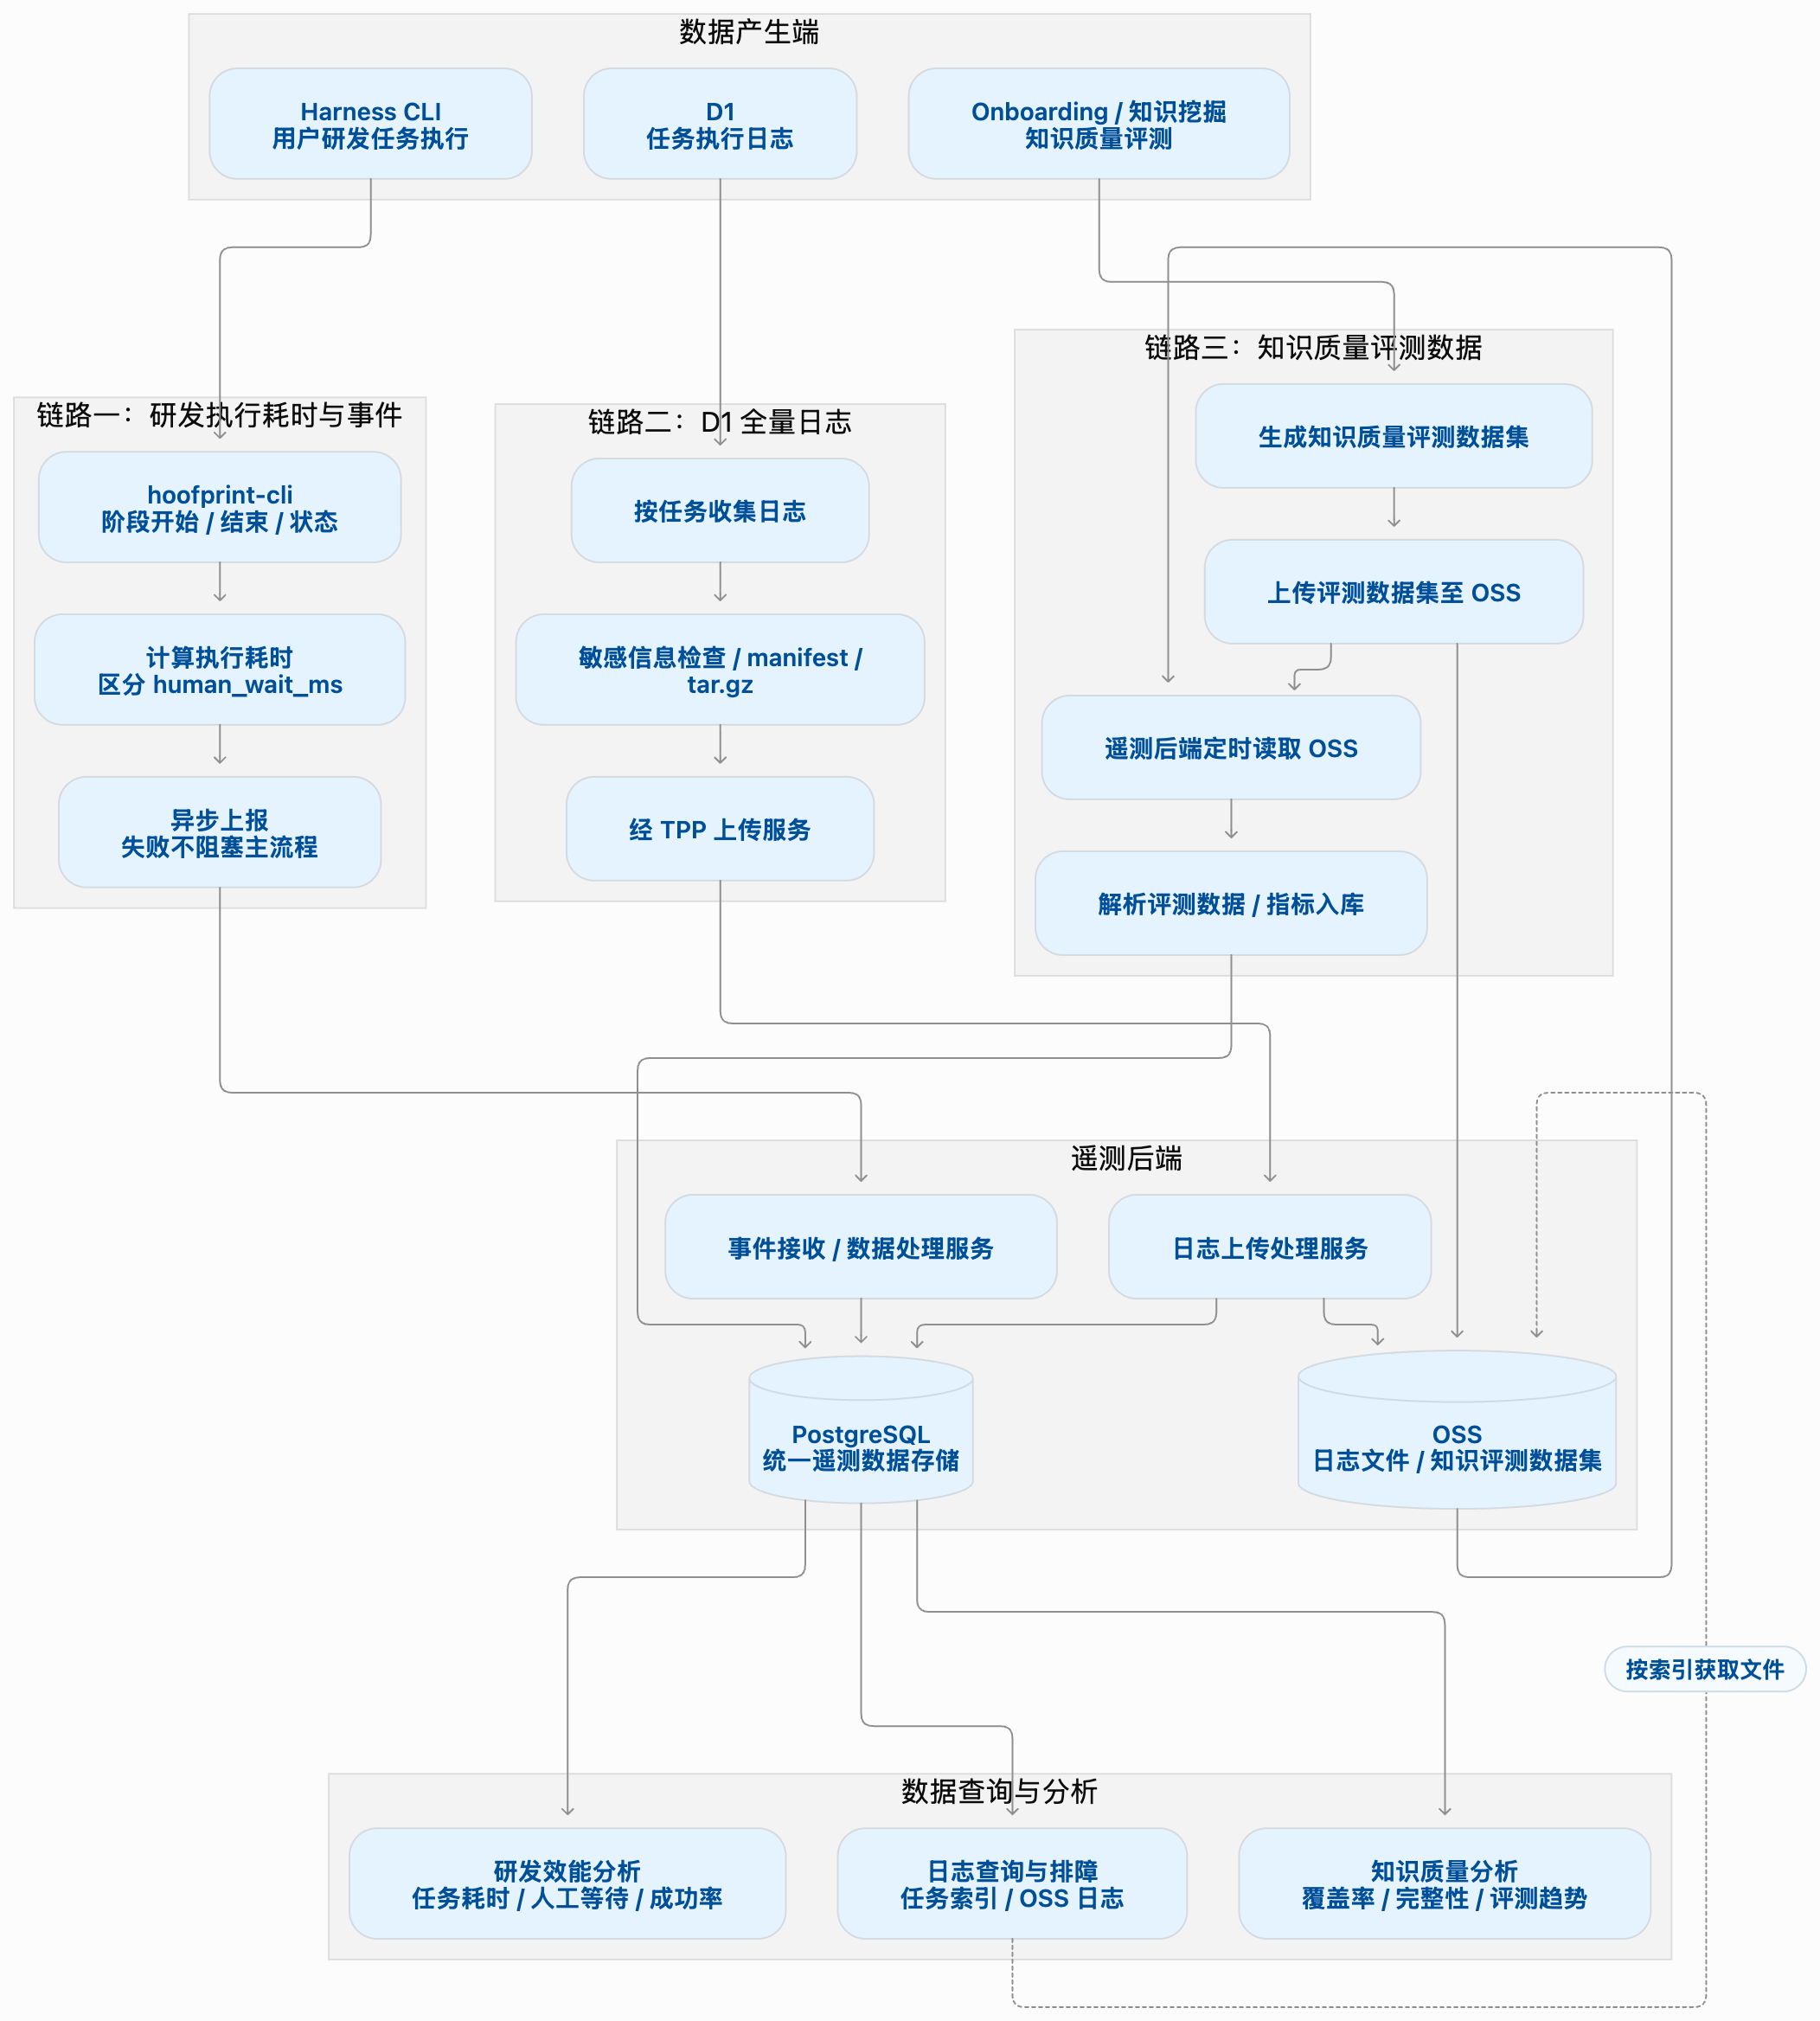 数据产生端
Harness CLI
用户研发任务执行
D1
任务执行日志
Onboarding / 知识挖掘
知识质量评测
链路一：研发执行耗时与事件
hoofprint-cli
阶段开始 / 结束 / 状态
计算执行耗时
区分 human_wait_ms
异步上报
失败不阻塞主流程
链路二：D1 全量日志
按任务收集日志
敏感信息检查 / manifest /
tar.gz
经 TPP 上传服务
链路三：知识质量评测数据
生成知识质量评测数据集
上传评测数据集至 OSS
遥测后端定时读取 OSS
解析评测数据 / 指标入库
遥测后端
事件接收 / 数据处理服务
日志上传处理服务
PostgreSQL
统一遥测数据存储
OSS
日志文件 / 知识评测数据集
按索引获取文件
数据查询与分析
研发效能分析
任务耗时 / 人工等待 / 成功率
日志查询与排障
任务索引 / OSS 日志
知识质量分析
覆盖率 / 完整性 / 评测趋势